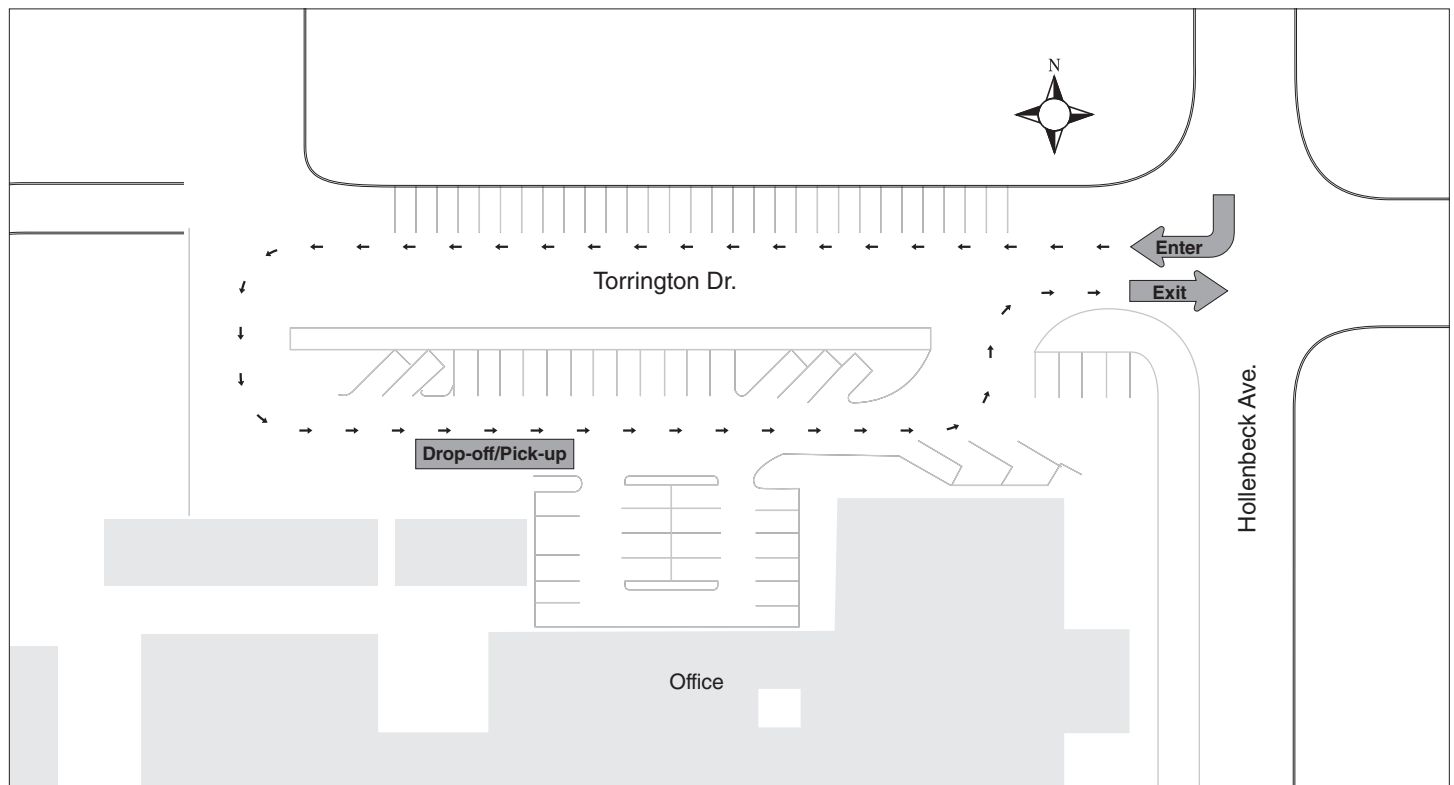 N
Enter
Torrington Dr.
Exit
Hollenbeck Ave.
Drop-off/Pick-up
Office